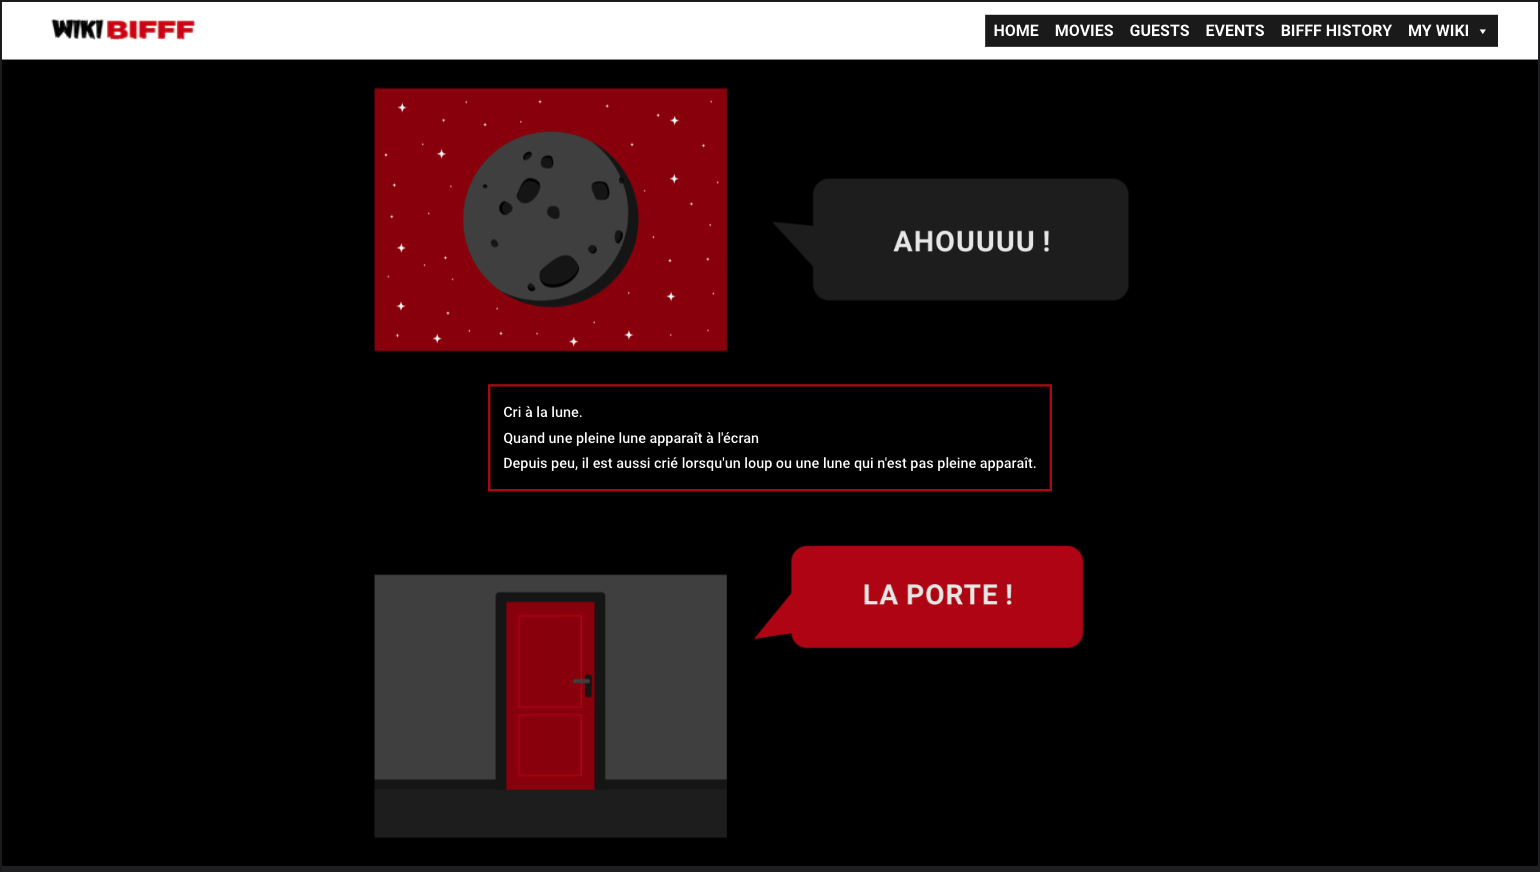 WIKI BIFFF
HOME MOVIES GUESTS EVENTS BIFFF HISTORY MY WIKI
AHOUUUU !
Cri à la lune.
Quand une pleine lune apparaît à l'écran
Depuis peu, il est aussi crié lorsqu'un loup ou une lune qui n'est pas pleine apparaît.
LA PORTE !